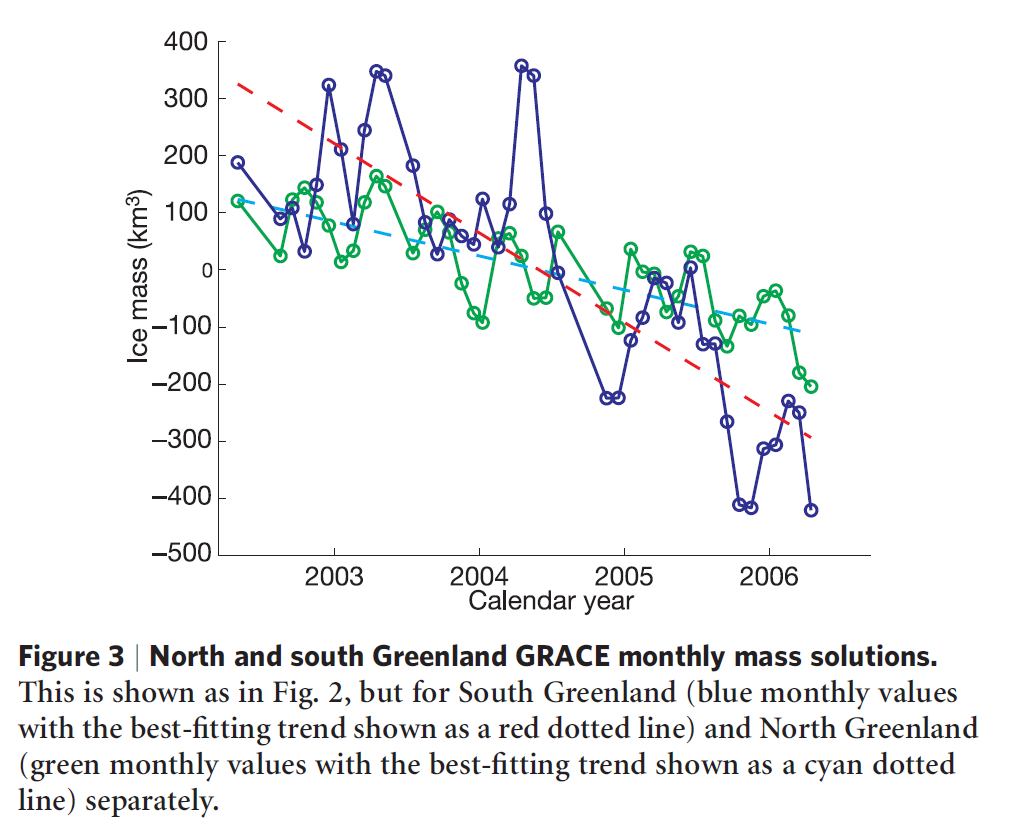 400
300
200
100
0
–100
–200
–300
–400
–500
Ice mass (km³)
2003 2004 2005 2006
Calendar year
Figure 3 | North and south Greenland GRACE monthly mass solutions.
This is shown as in Fig. 2, but for South Greenland (blue monthly values
with the best-fitting trend shown as a red dotted line) and North Greenland
(green monthly values with the best-fitting trend shown as a cyan dotted
line) separately.